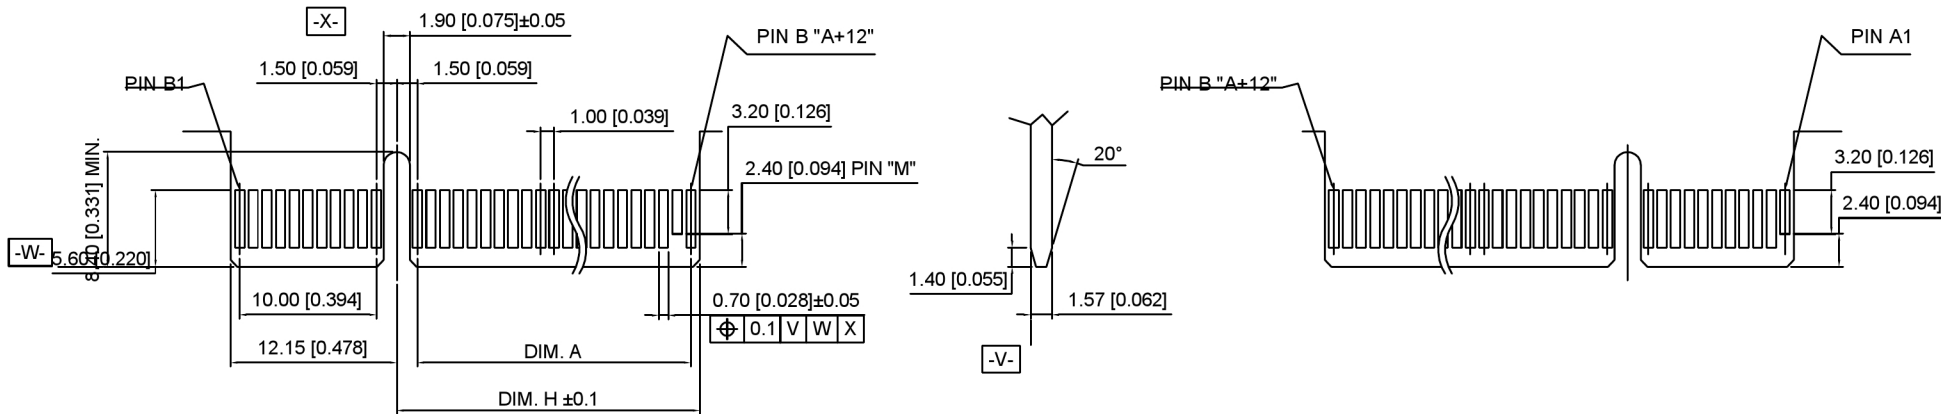 -X-
1.90 [0.075]±0.05
PIN B "A+12"
PIN A1
1.50 [0.059]
1.50 [0.059]
PIN B1
PIN B "A+12"
1.00 [0.039]
3.20 [0.126]
20°
2.40 [0.094] PIN "M"
3.20 [0.126]
2.40 [0.094]
8.40 [0.331] MIN.
-W-
5.60 [0.220]
10.00 [0.394]
0.70 [0.028]±0.05
⌖ 0.1 V W X
1.40 [0.055]
1.57 [0.062]
12.15 [0.478]
DIM. A
-V-
DIM. H ±0.1